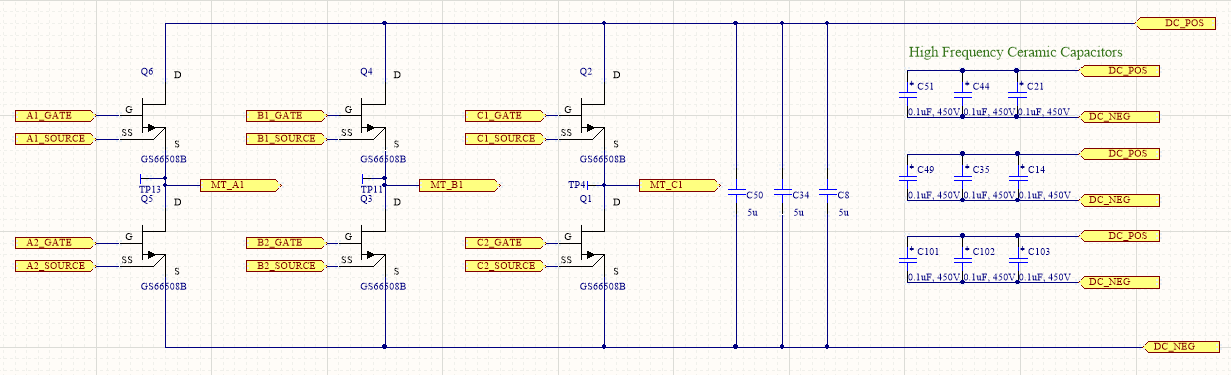 DC_POS
High Frequency Ceramic Capacitors
Q6 D Q4 D Q2 D
DC_POS
* C51 * C44 * C21
A1_GATE G B1_GATE G C1_GATE G
0.1uF, 450V 0.1uF, 450V 0.1uF, 450V
DC_NEG
A1_SOURCE SS B1_SOURCE SS C1_SOURCE SS
S S S
GS66508B GS66508B GS66508B
DC_POS
* C49 * C35 * C14
TP13 MT_A1 TP11 MT_B1 TP4 MT_C1
0.1uF, 450V 0.1uF, 450V 0.1uF, 450V
C50 C34 C8
Q5 D Q3 D Q1 D
DC_NEG
5u 5u 5u
A2_GATE G B2_GATE G C2_GATE G
DC_POS
* C101 * C102 * C103
A2_SOURCE SS B2_SOURCE SS C2_SOURCE SS
S S S
0.1uF, 450V 0.1uF, 450V 0.1uF, 450V
DC_NEG
GS66508B GS66508B GS66508B
DC_NEG